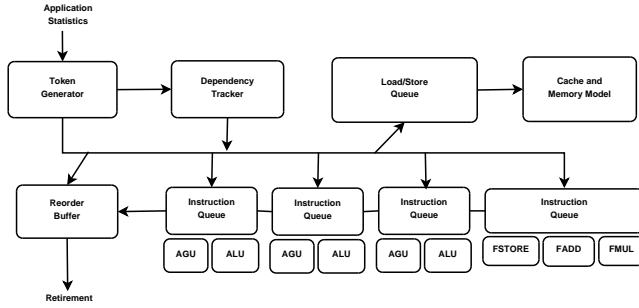 Application
Statistics
Token
Generator
Dependency
Tracker
Load/Store
Queue
Cache and
Memory Model
Reorder
Buffer
Instruction
Queue
Instruction
Queue
Instruction
Queue
Instruction
Queue
AGU
ALU
AGU
ALU
AGU
ALU
FSTORE
FADD
FMUL
Retirement